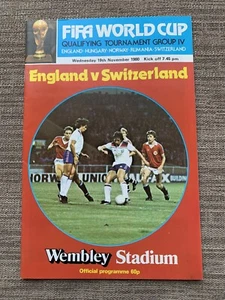 FIFA WORLD CUP
QUALIFYING TOURNAMENT GROUP IV
ENGLAND·HUNGARY·NORWAY·RUMANIA·SWITZERLAND
Wednesday 19th November 1980 Kick off 7.45 pm
England v Switzerland
Wembley Stadium
Official programme 60p